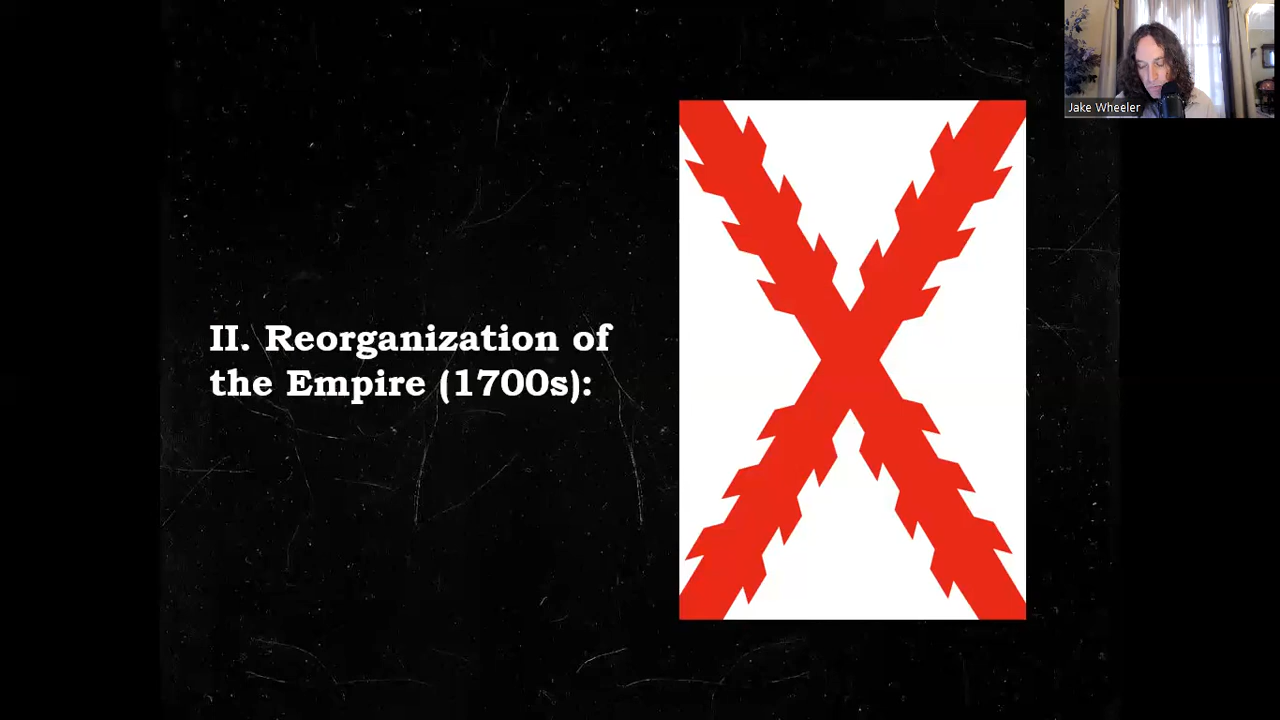 Jake Wheeler
II. Reorganization of
the Empire (1700s):